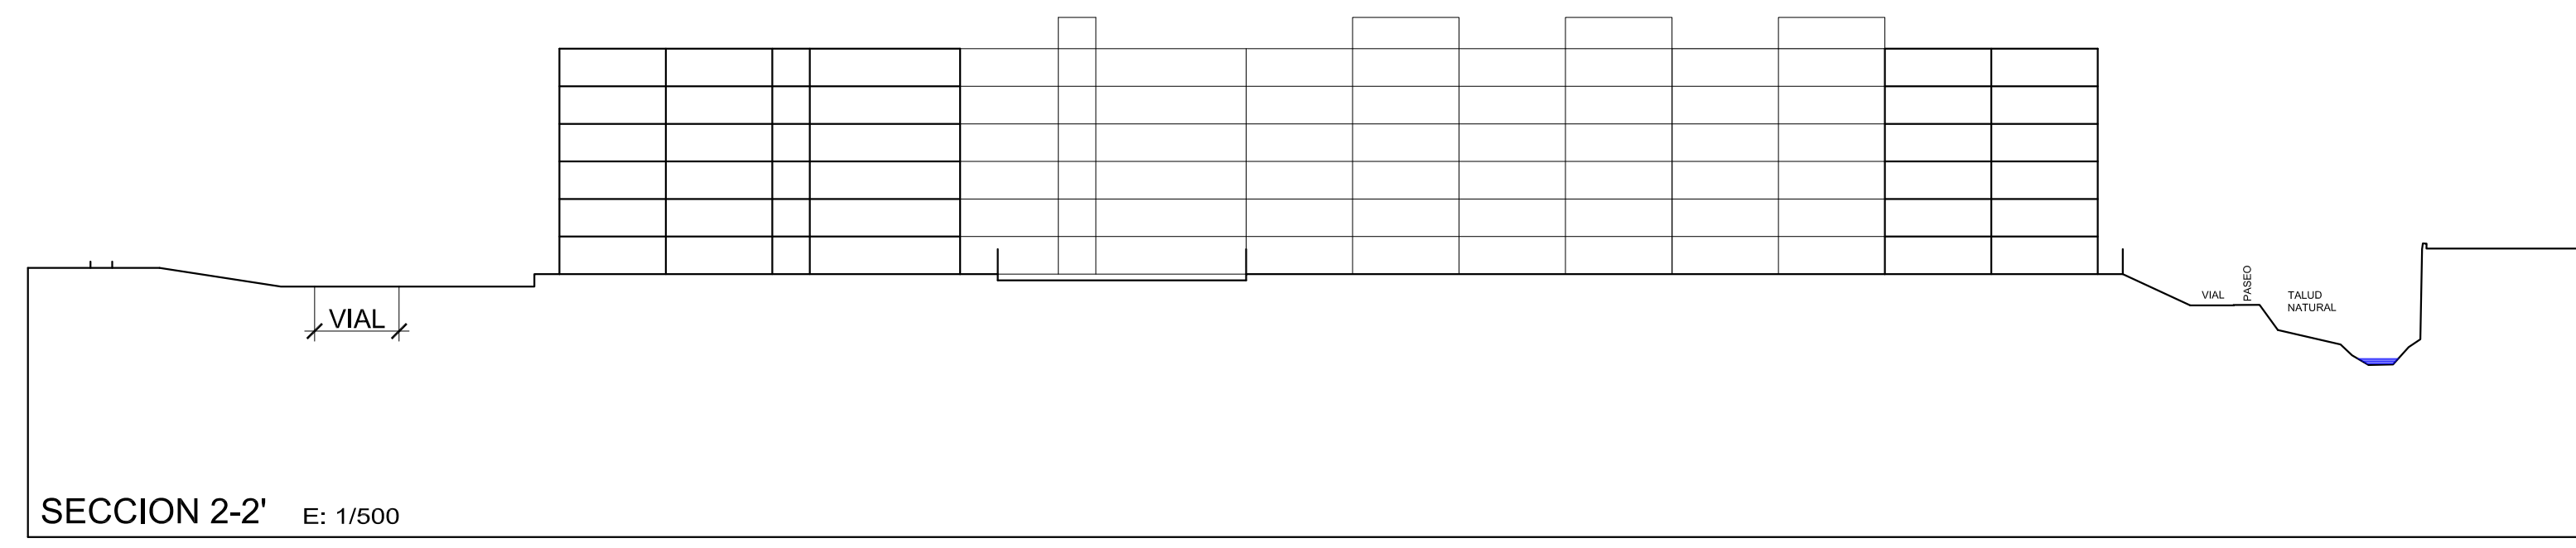 VIAL
VIAL
PASEO
TALUD
NATURAL
SECCION 2-2' E: 1/500